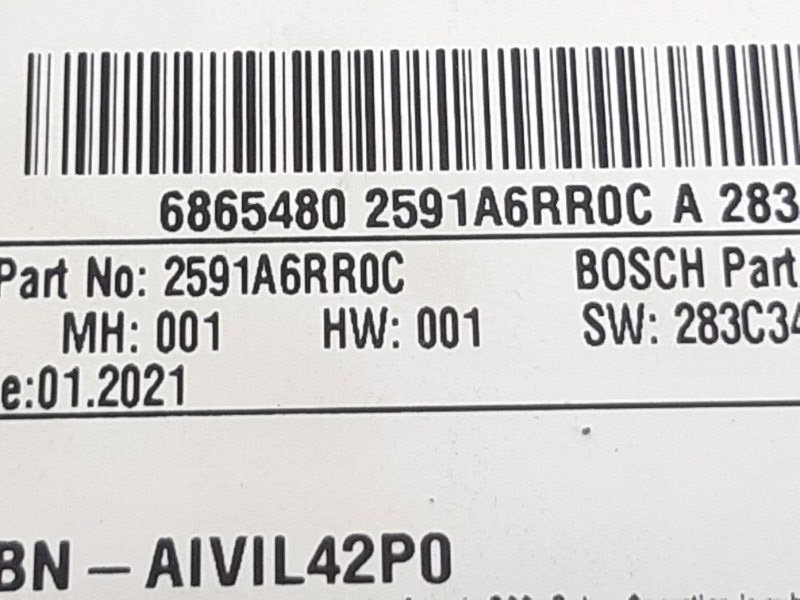 6865480 2591A6RR0C A 283
Part No: 2591A6RR0C BOSCH Part
MH: 001 HW: 001 SW: 283C34
e:01.2021
BN – AIVIL42P0